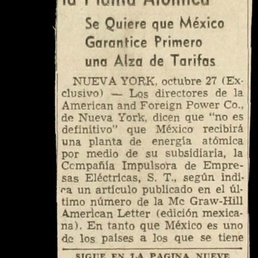 la Planta Atómica
Se Quiere que México
Garantice Primero
una Alza de Tarifas
NUEVA YORK, octubre 27 (Ex-
clusivo) — Los directores de la
American and Foreign Power Co.,
de Nueva York, dicen que "no es
definitivo" que México recibirá
una planta de energía atómica
por medio de su subsidiaria, la
Compañía Impulsora de Empre-
sas Eléctricas, S. T., según indi-
ca un artículo publicado en el úl-
timo número de la Mc Graw-Hill
American Letter (edición mexica-
na). En tanto que México es uno
de los países a los que se tiene
SIGUE EN LA PAGINA NUEVE